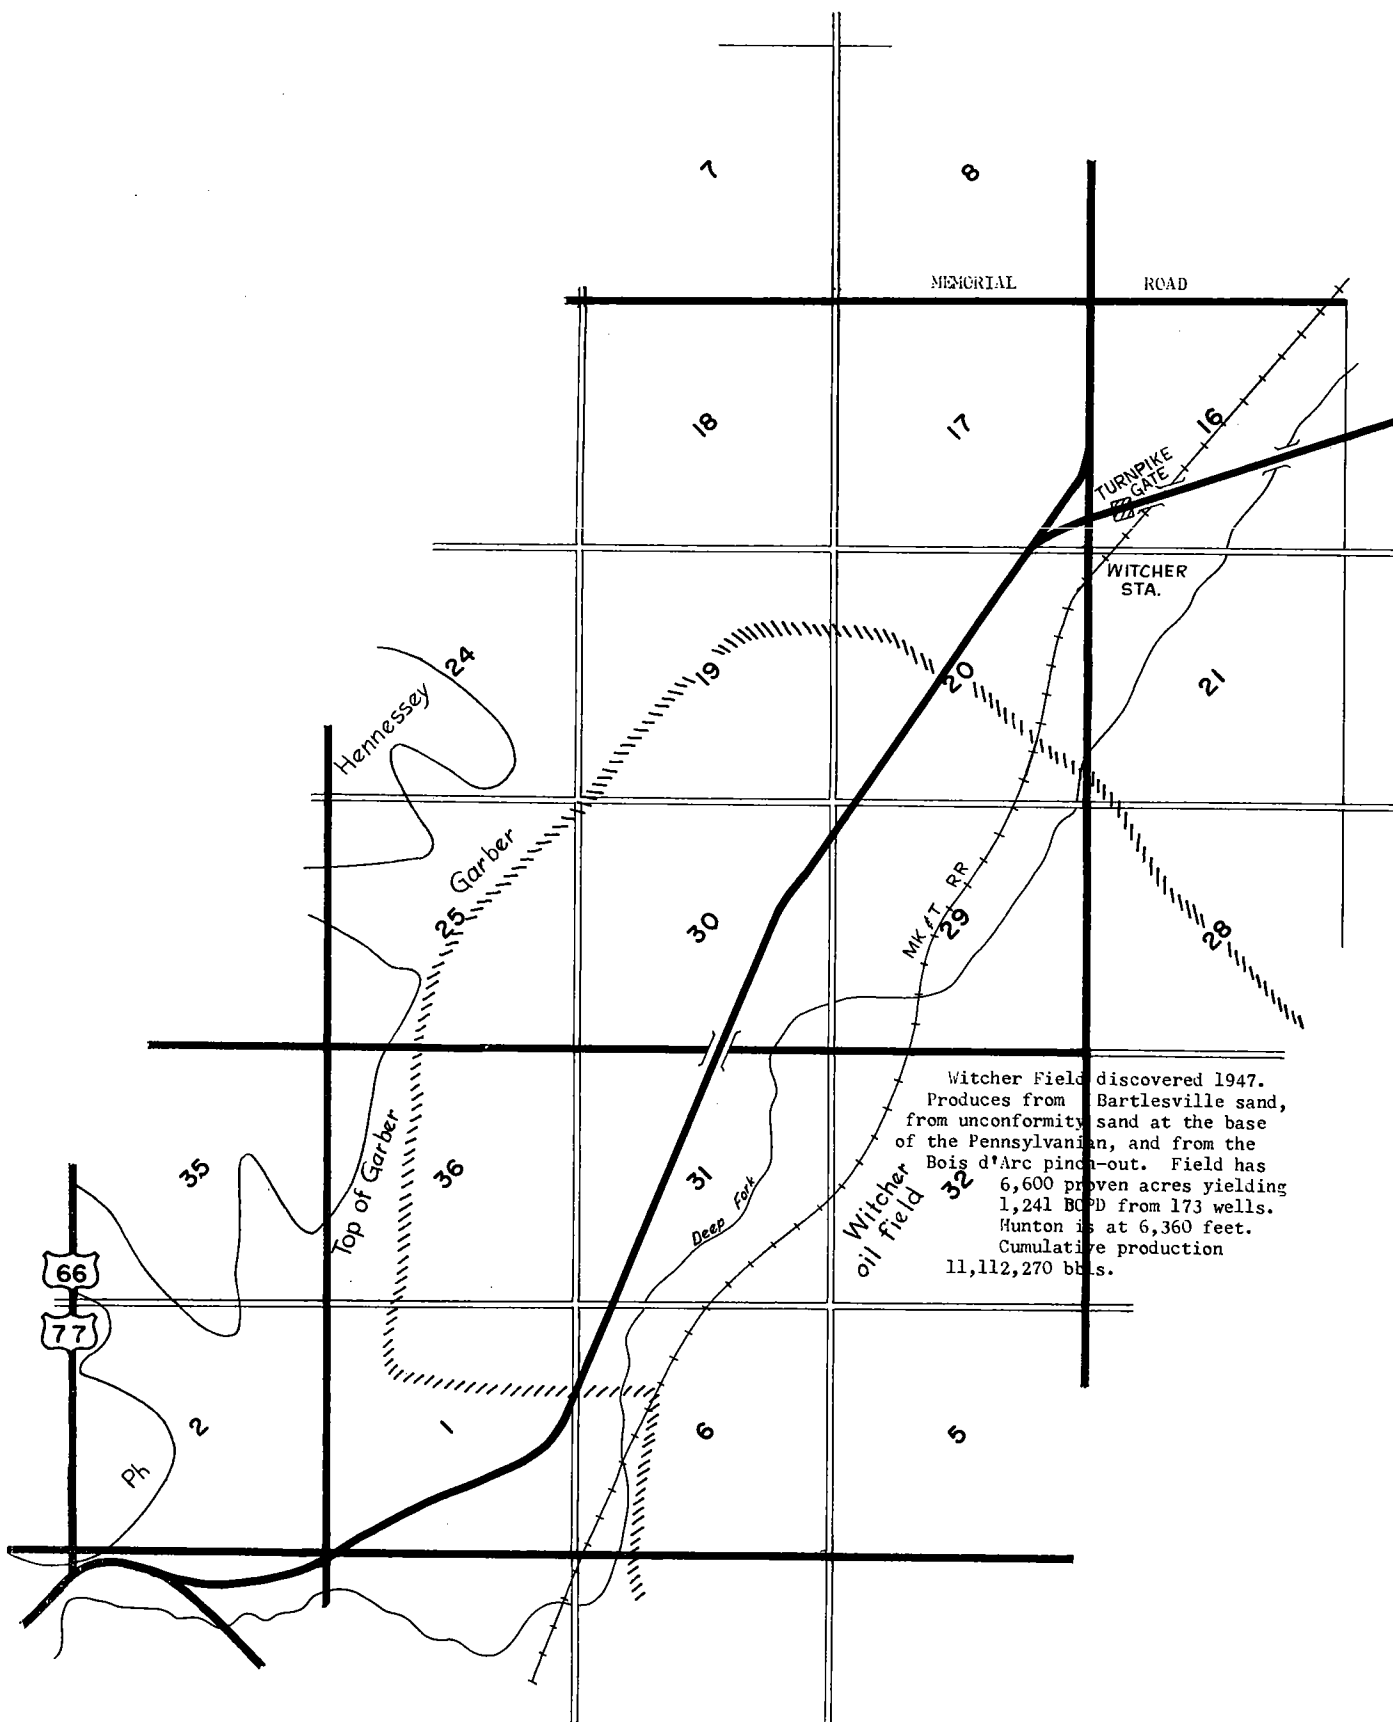 7
8
MEMORIAL ROAD
18
17
16
TURNPIKE
GATE
WITCHER
STA.
24
19
20
21
Hennessey
Garber
25
30
MK&T RR
29
28
Witcher Field discovered 1947.
Produces from Bartlesville sand,
from unconformity sand at the base
of the Pennsylvanian, and from the
Bois d'Arc pinch-out. Field has
6,600 proven acres yielding
1,241 BOPD from 173 wells.
Hunton is at 6,360 feet.
Cumulative production
11,112,270 bbls.
35
Top of Garber
36
31
Deep Fork
Witcher
oil field
32
66
77
2
1
6
5
Ph